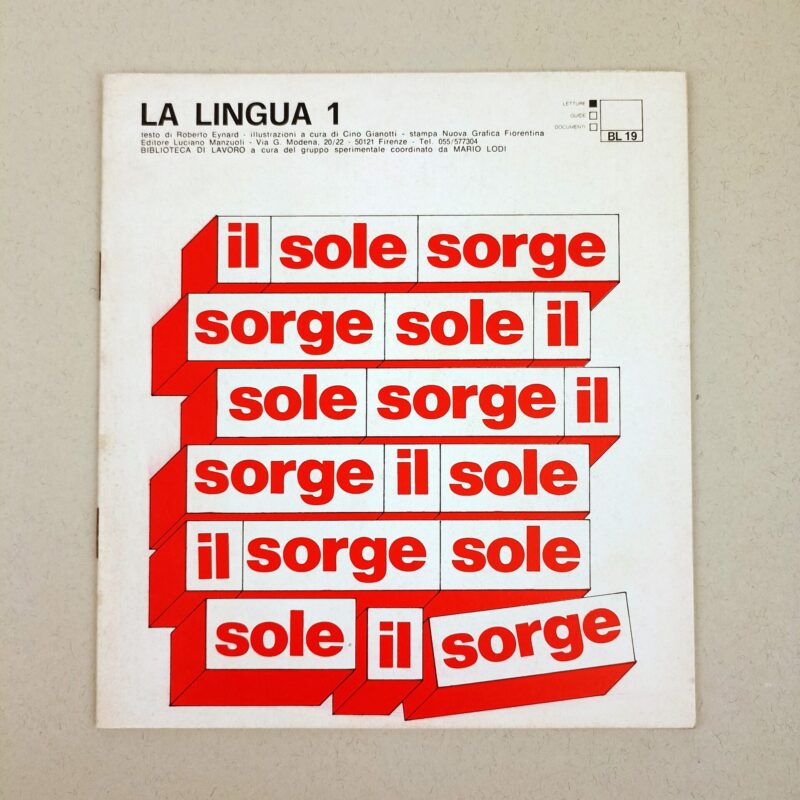 LA LINGUA 1
testo di Roberto Eynard - illustrazioni a cura di Cino Gianotti - stampa Nuova Grafica Fiorentina
Editore Luciano Manzuoli - Via G. Modena, 20/22 - 50121 Firenze - Tel. 055/577304
BIBLIOTECA DI LAVORO a cura del gruppo sperimentale coordinato da MARIO LODI
LETTURE
GUIDE
DOCUMENTI
BL 19
il sole sorge
sorge sole il
sole sorge il
sorge il sole
il sorge sole
sole il sorge